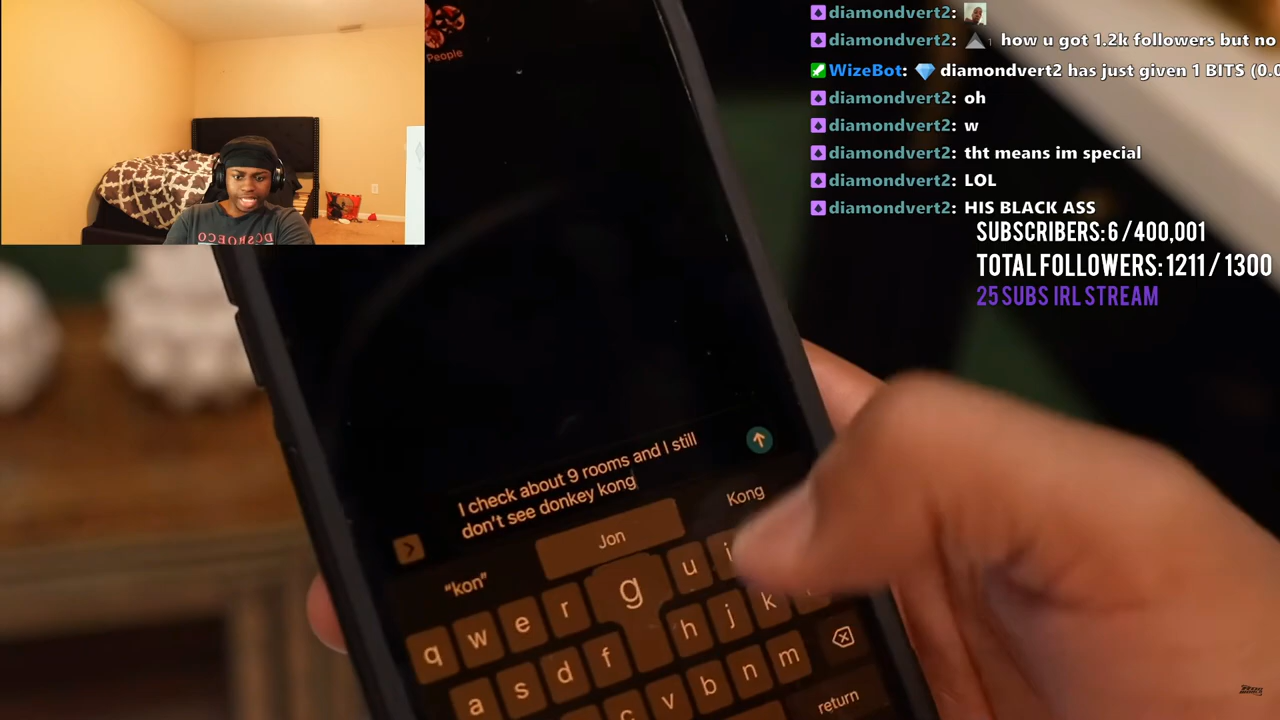 People
diamondvert2:
diamondvert2: how u got 1.2k followers but no
WizeBot: diamondvert2 has just given 1 BITS (0.0
diamondvert2: oh
diamondvert2: w
diamondvert2: tht means im special
diamondvert2: LOL
diamondvert2: HIS BLACK ASS
SUBSCRIBERS: 6 / 400,001
TOTAL FOLLOWERS: 1211 / 1300
25 SUBS IRL STREAM
I check about 9 rooms and I still
don't see donkey kong
"kon" Jon Kong
q w e r g u i
a s d f h j k
c v b n m
return